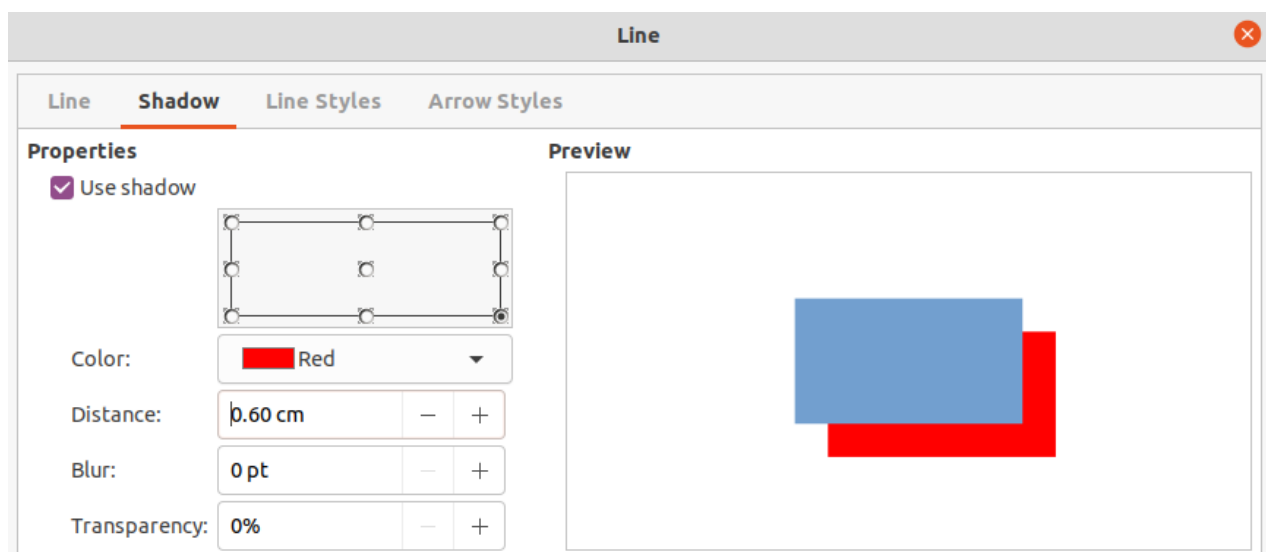 Line
Line Shadow Line Styles Arrow Styles
Properties
Preview
Use shadow
Color: Red
Distance: 0.60 cm
Blur: 0 pt
Transparency: 0%